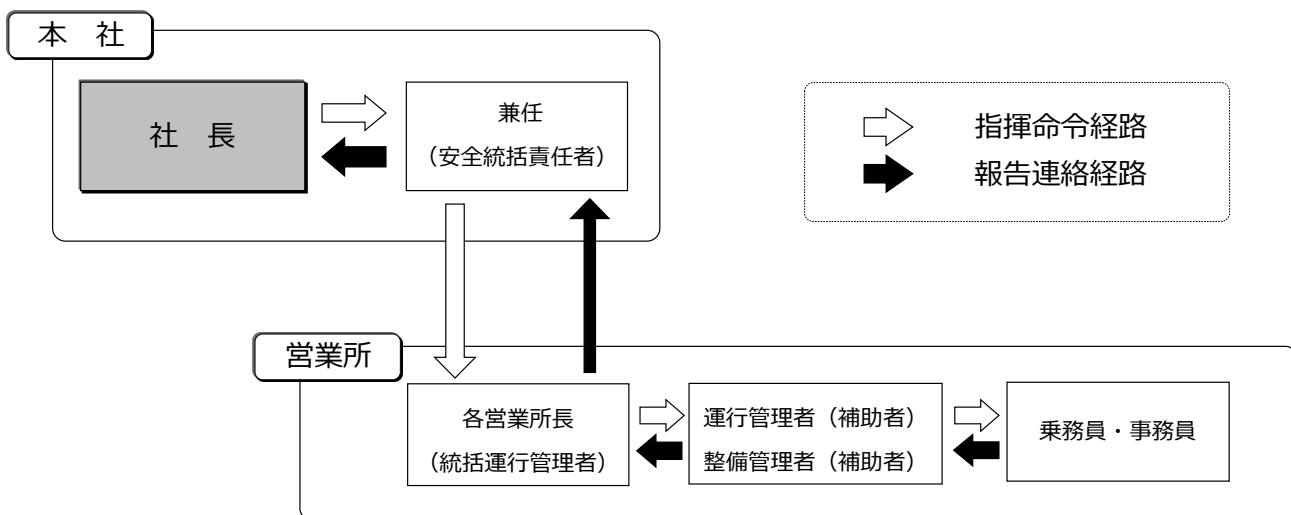 本　社
社　長
兼任
（安全統括責任者）
指揮命令経路
報告連絡経路
営業所
各営業所長
（統括運行管理者）
運行管理者（補助者）
整備管理者（補助者）
乗務員・事務員